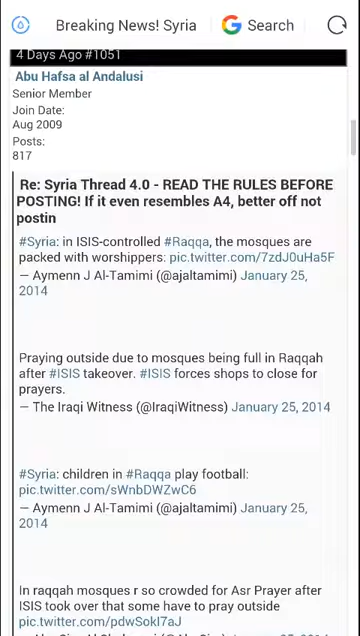 Breaking News! Syria
Search
4 Days Ago #1051
Abu Hafsa al Andalusi
Senior Member
Join Date:
Aug 2009
Posts:
817
Re: Syria Thread 4.0 - READ THE RULES BEFORE
POSTING! If it even resembles A4, better off not
postin
#Syria: in ISIS-controlled #Raqqa, the mosques are
packed with worshippers: pic.twitter.com/7zdJ0uHa5F
— Aymenn J Al-Tamimi (@ajaltamimi) January 25,
2014
Praying outside due to mosques being full in Raqqah
after #ISIS takeover. #ISIS forces shops to close for
prayers.
— The Iraqi Witness (@IraqiWitness) January 25, 2014
#Syria: children in #Raqqa play football:
pic.twitter.com/sWnbDWZwC6
— Aymenn J Al-Tamimi (@ajaltamimi) January 25,
2014
In raqqah mosques r so crowded for Asr Prayer after
ISIS took over that some have to pray outside
pic.twitter.com/pdwSokI7aJ